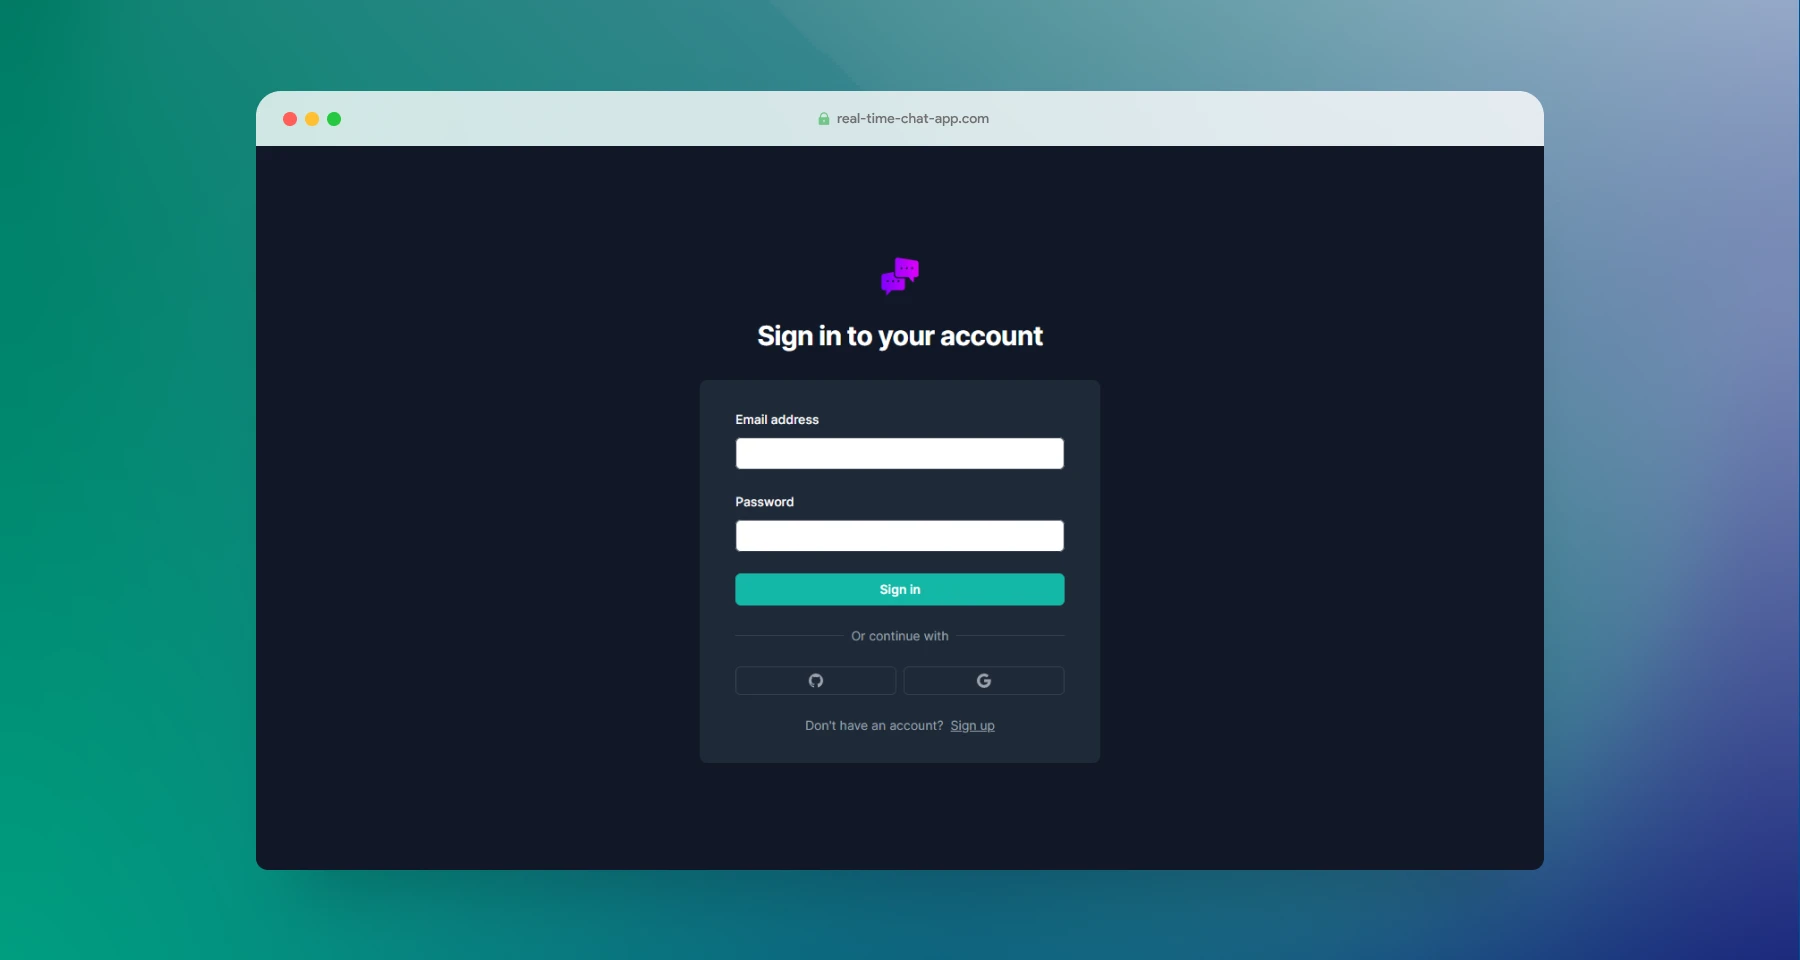 real-time-chat-app.com
Sign in to your account
Email address
Password
Sign in
Or continue with
Don't have an account? Sign up